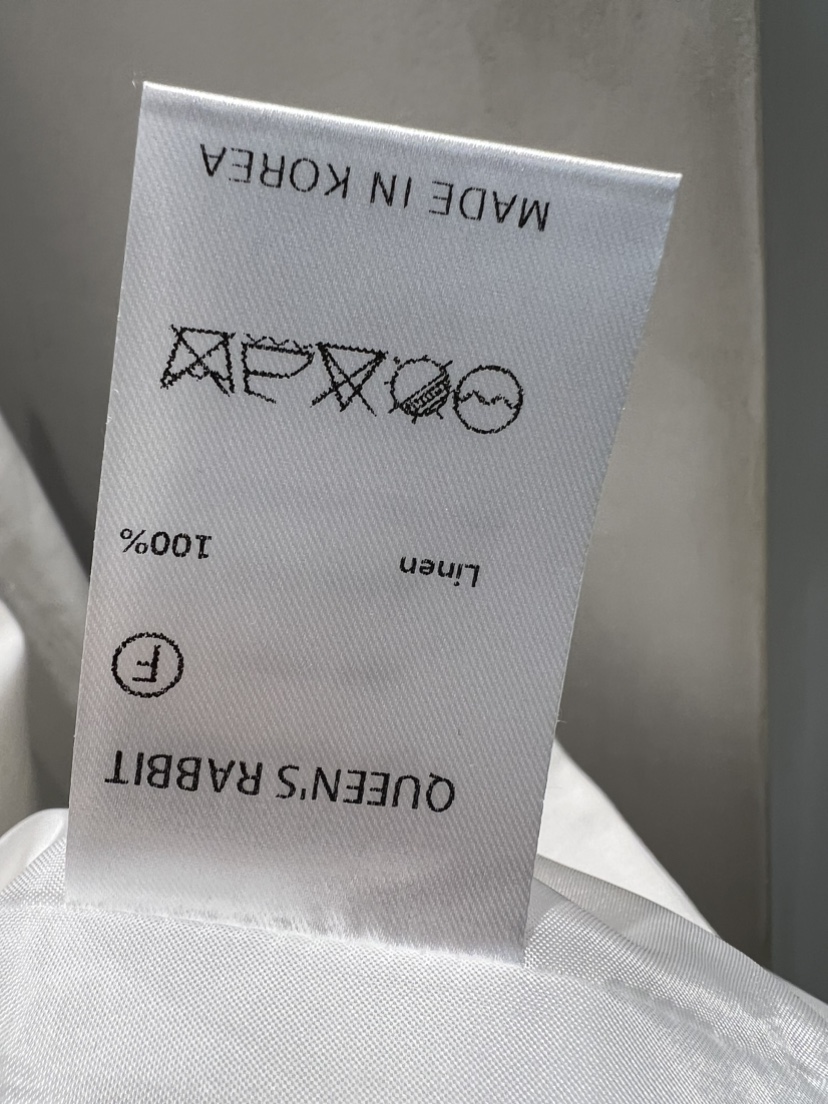 QUEEN'S RABBIT
F
Linen 100%
MADE IN KOREA